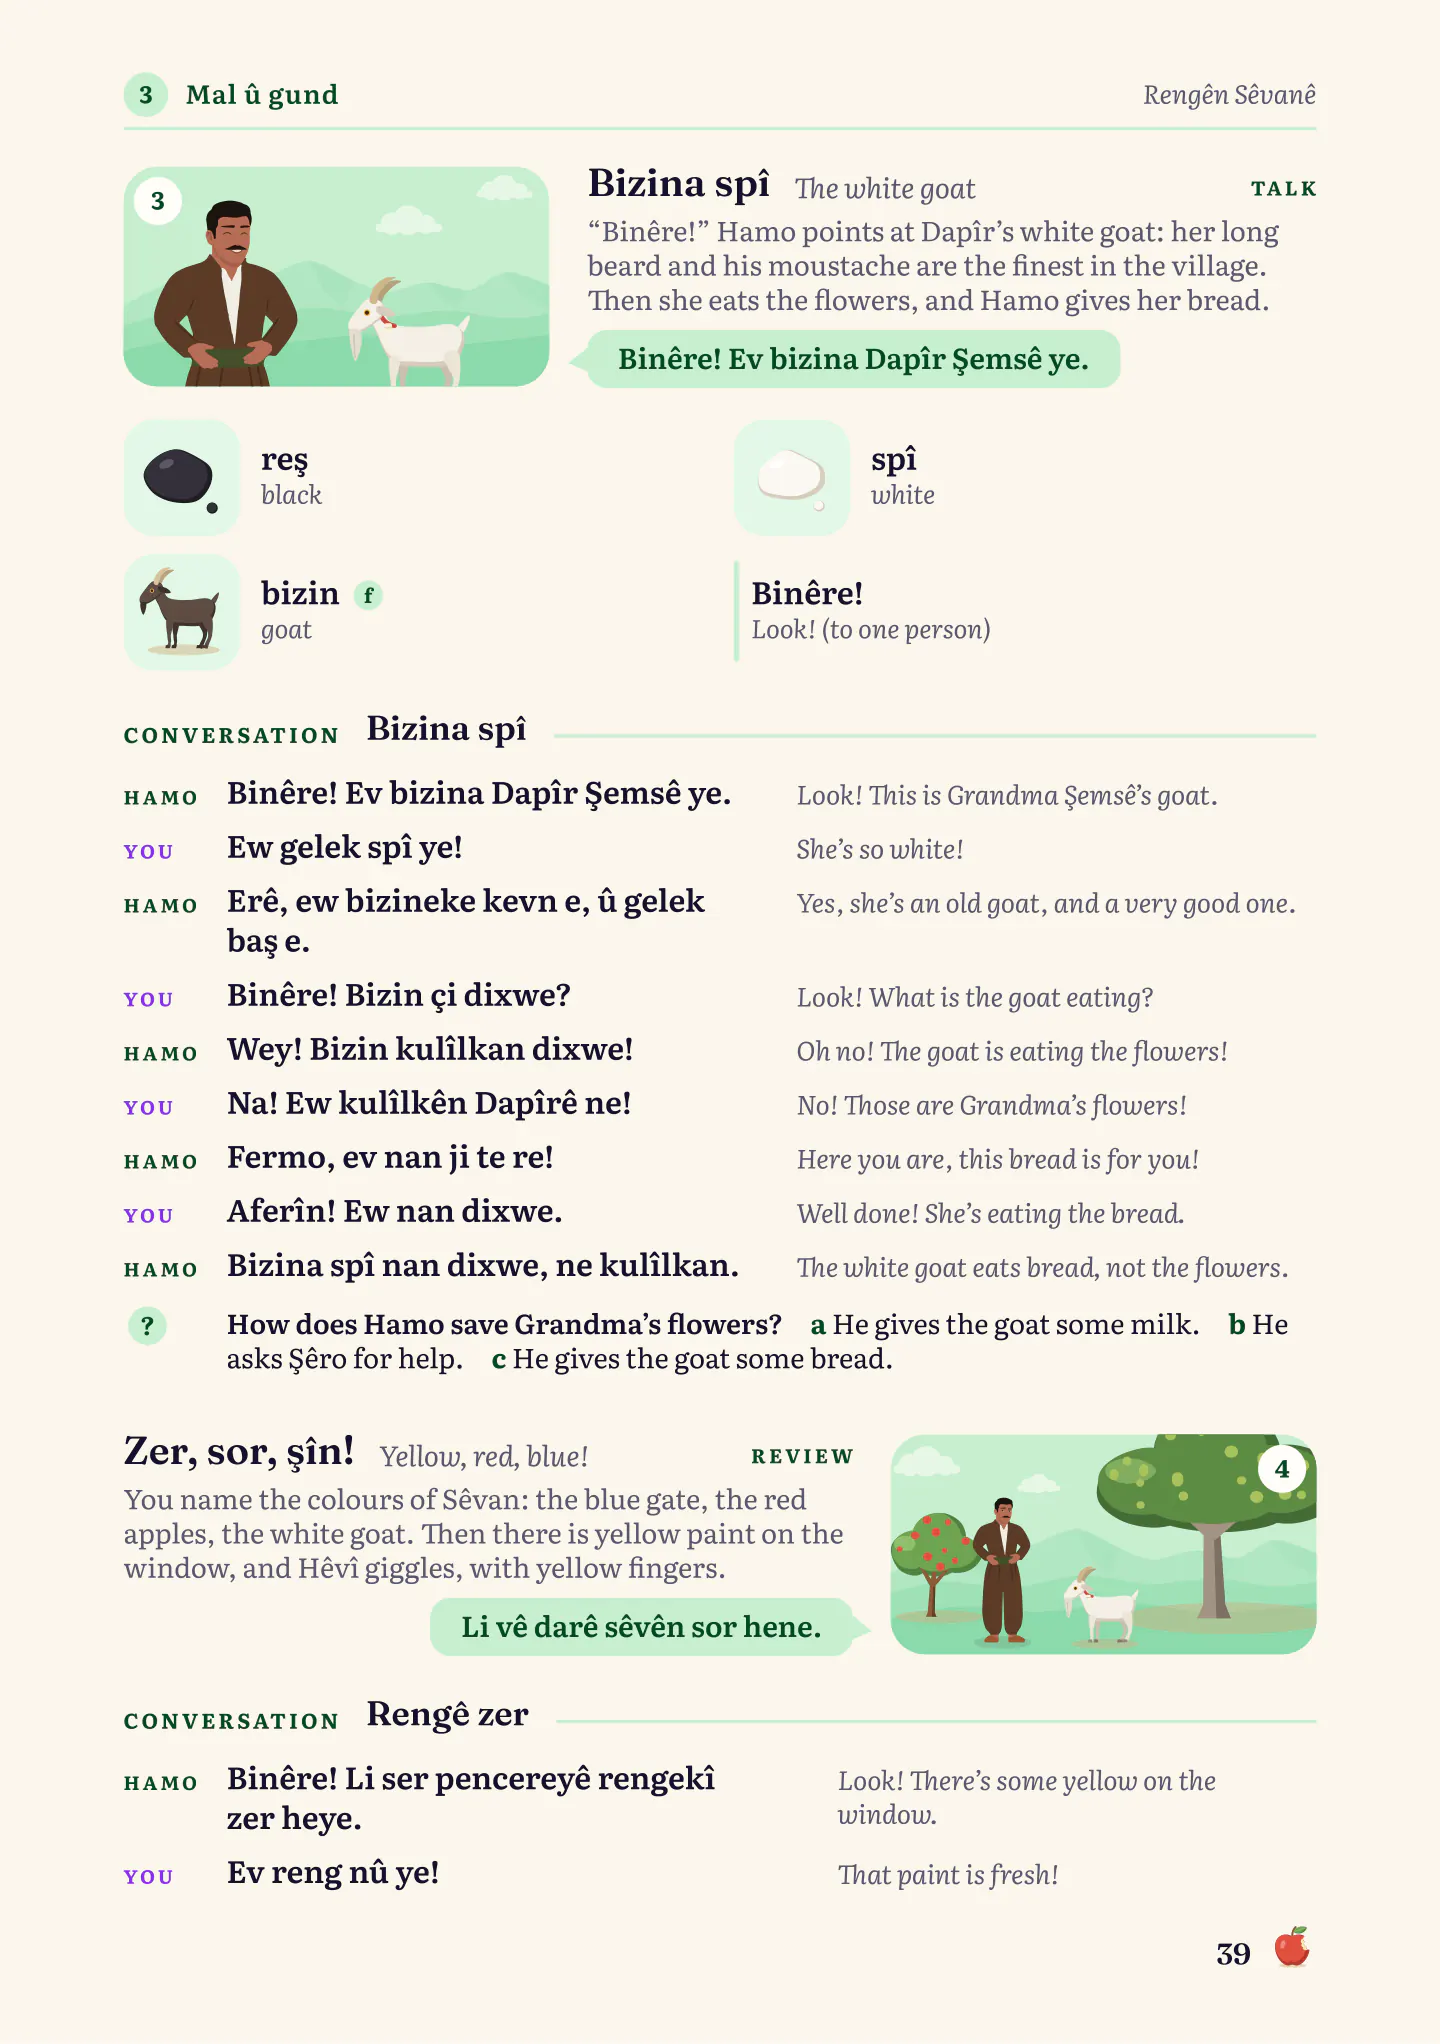 3 Mal û gund
Rengên Sêvanê
3
Bizina spî The white goat TALK
“Binêre!” Hamo points at Dapîr’s white goat: her long
beard and his moustache are the finest in the village.
Then she eats the flowers, and Hamo gives her bread.
Binêre! Ev bizina Dapîr Şemsê ye.
reş
black
spî
white
bizin f
goat
Binêre!
Look! (to one person)
CONVERSATION Bizina spî
HAMO Binêre! Ev bizina Dapîr Şemsê ye. Look! This is Grandma Şemsê’s goat.
YOU Ew gelek spî ye! She’s so white!
HAMO Erê, ew bizineke kevn e, û gelek Yes, she’s an old goat, and a very good one.
baş e.
YOU Binêre! Bizin çi dixwe? Look! What is the goat eating?
HAMO Wey! Bizin kulîlkan dixwe! Oh no! The goat is eating the flowers!
YOU Na! Ew kulîlkên Dapîrê ne! No! Those are Grandma’s flowers!
HAMO Fermo, ev nan ji te re! Here you are, this bread is for you!
YOU Aferîn! Ew nan dixwe. Well done! She’s eating the bread.
HAMO Bizina spî nan dixwe, ne kulîlkan. The white goat eats bread, not the flowers.
? How does Hamo save Grandma’s flowers? a He gives the goat some milk. b He
asks Şêro for help. c He gives the goat some bread.
Zer, sor, şîn! Yellow, red, blue! REVIEW
You name the colours of Sêvan: the blue gate, the red
apples, the white goat. Then there is yellow paint on the
window, and Hêvî giggles, with yellow fingers.
Li vê darê sêvên sor hene.
4
CONVERSATION Rengê zer
HAMO Binêre! Li ser pencereyê rengekî Look! There’s some yellow on the
zer heye. window.
YOU Ev reng nû ye! That paint is fresh!
39